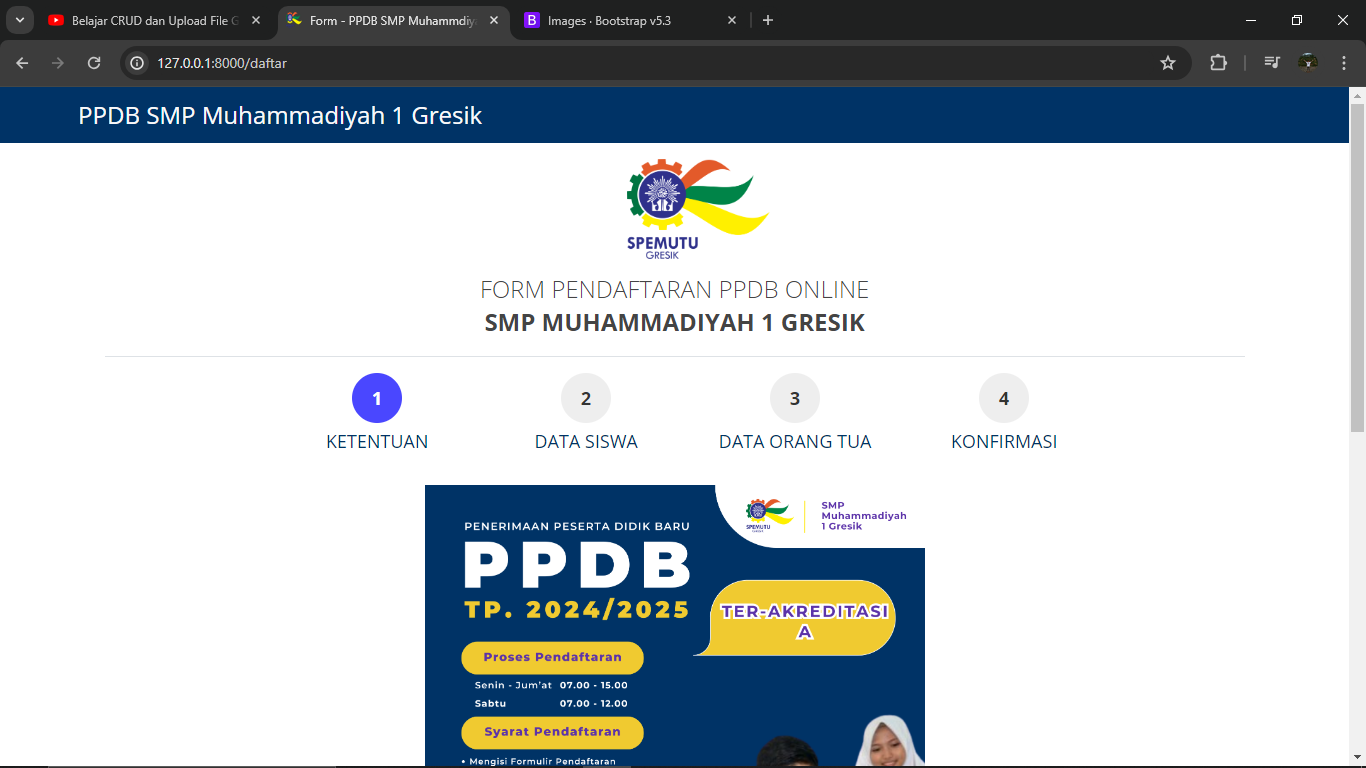 Belajar CRUD dan Upload File G
Form - PPDB SMP Muhammdiya
Images · Bootstrap v5.3
127.0.0.1:8000/daftar
PPDB SMP Muhammadiyah 1 Gresik
SPEMUTU
GRESIK
FORM PENDAFTARAN PPDB ONLINE
SMP MUHAMMADIYAH 1 GRESIK
1
2
3
4
KETENTUAN
DATA SISWA
DATA ORANG TUA
KONFIRMASI
SPEMUTU
GRESIK
SMP
Muhammadiyah
1 Gresik
PENERIMAAN PESERTA DIDIK BARU
PPDB
TP. 2024/2025
TER-AKREDITASI
A
Proses Pendaftaran
Senin - Jum'at 07.00 - 15.00
Sabtu 07.00 - 12.00
Syarat Pendaftaran
• Mengisi Formulir Pendaftaran